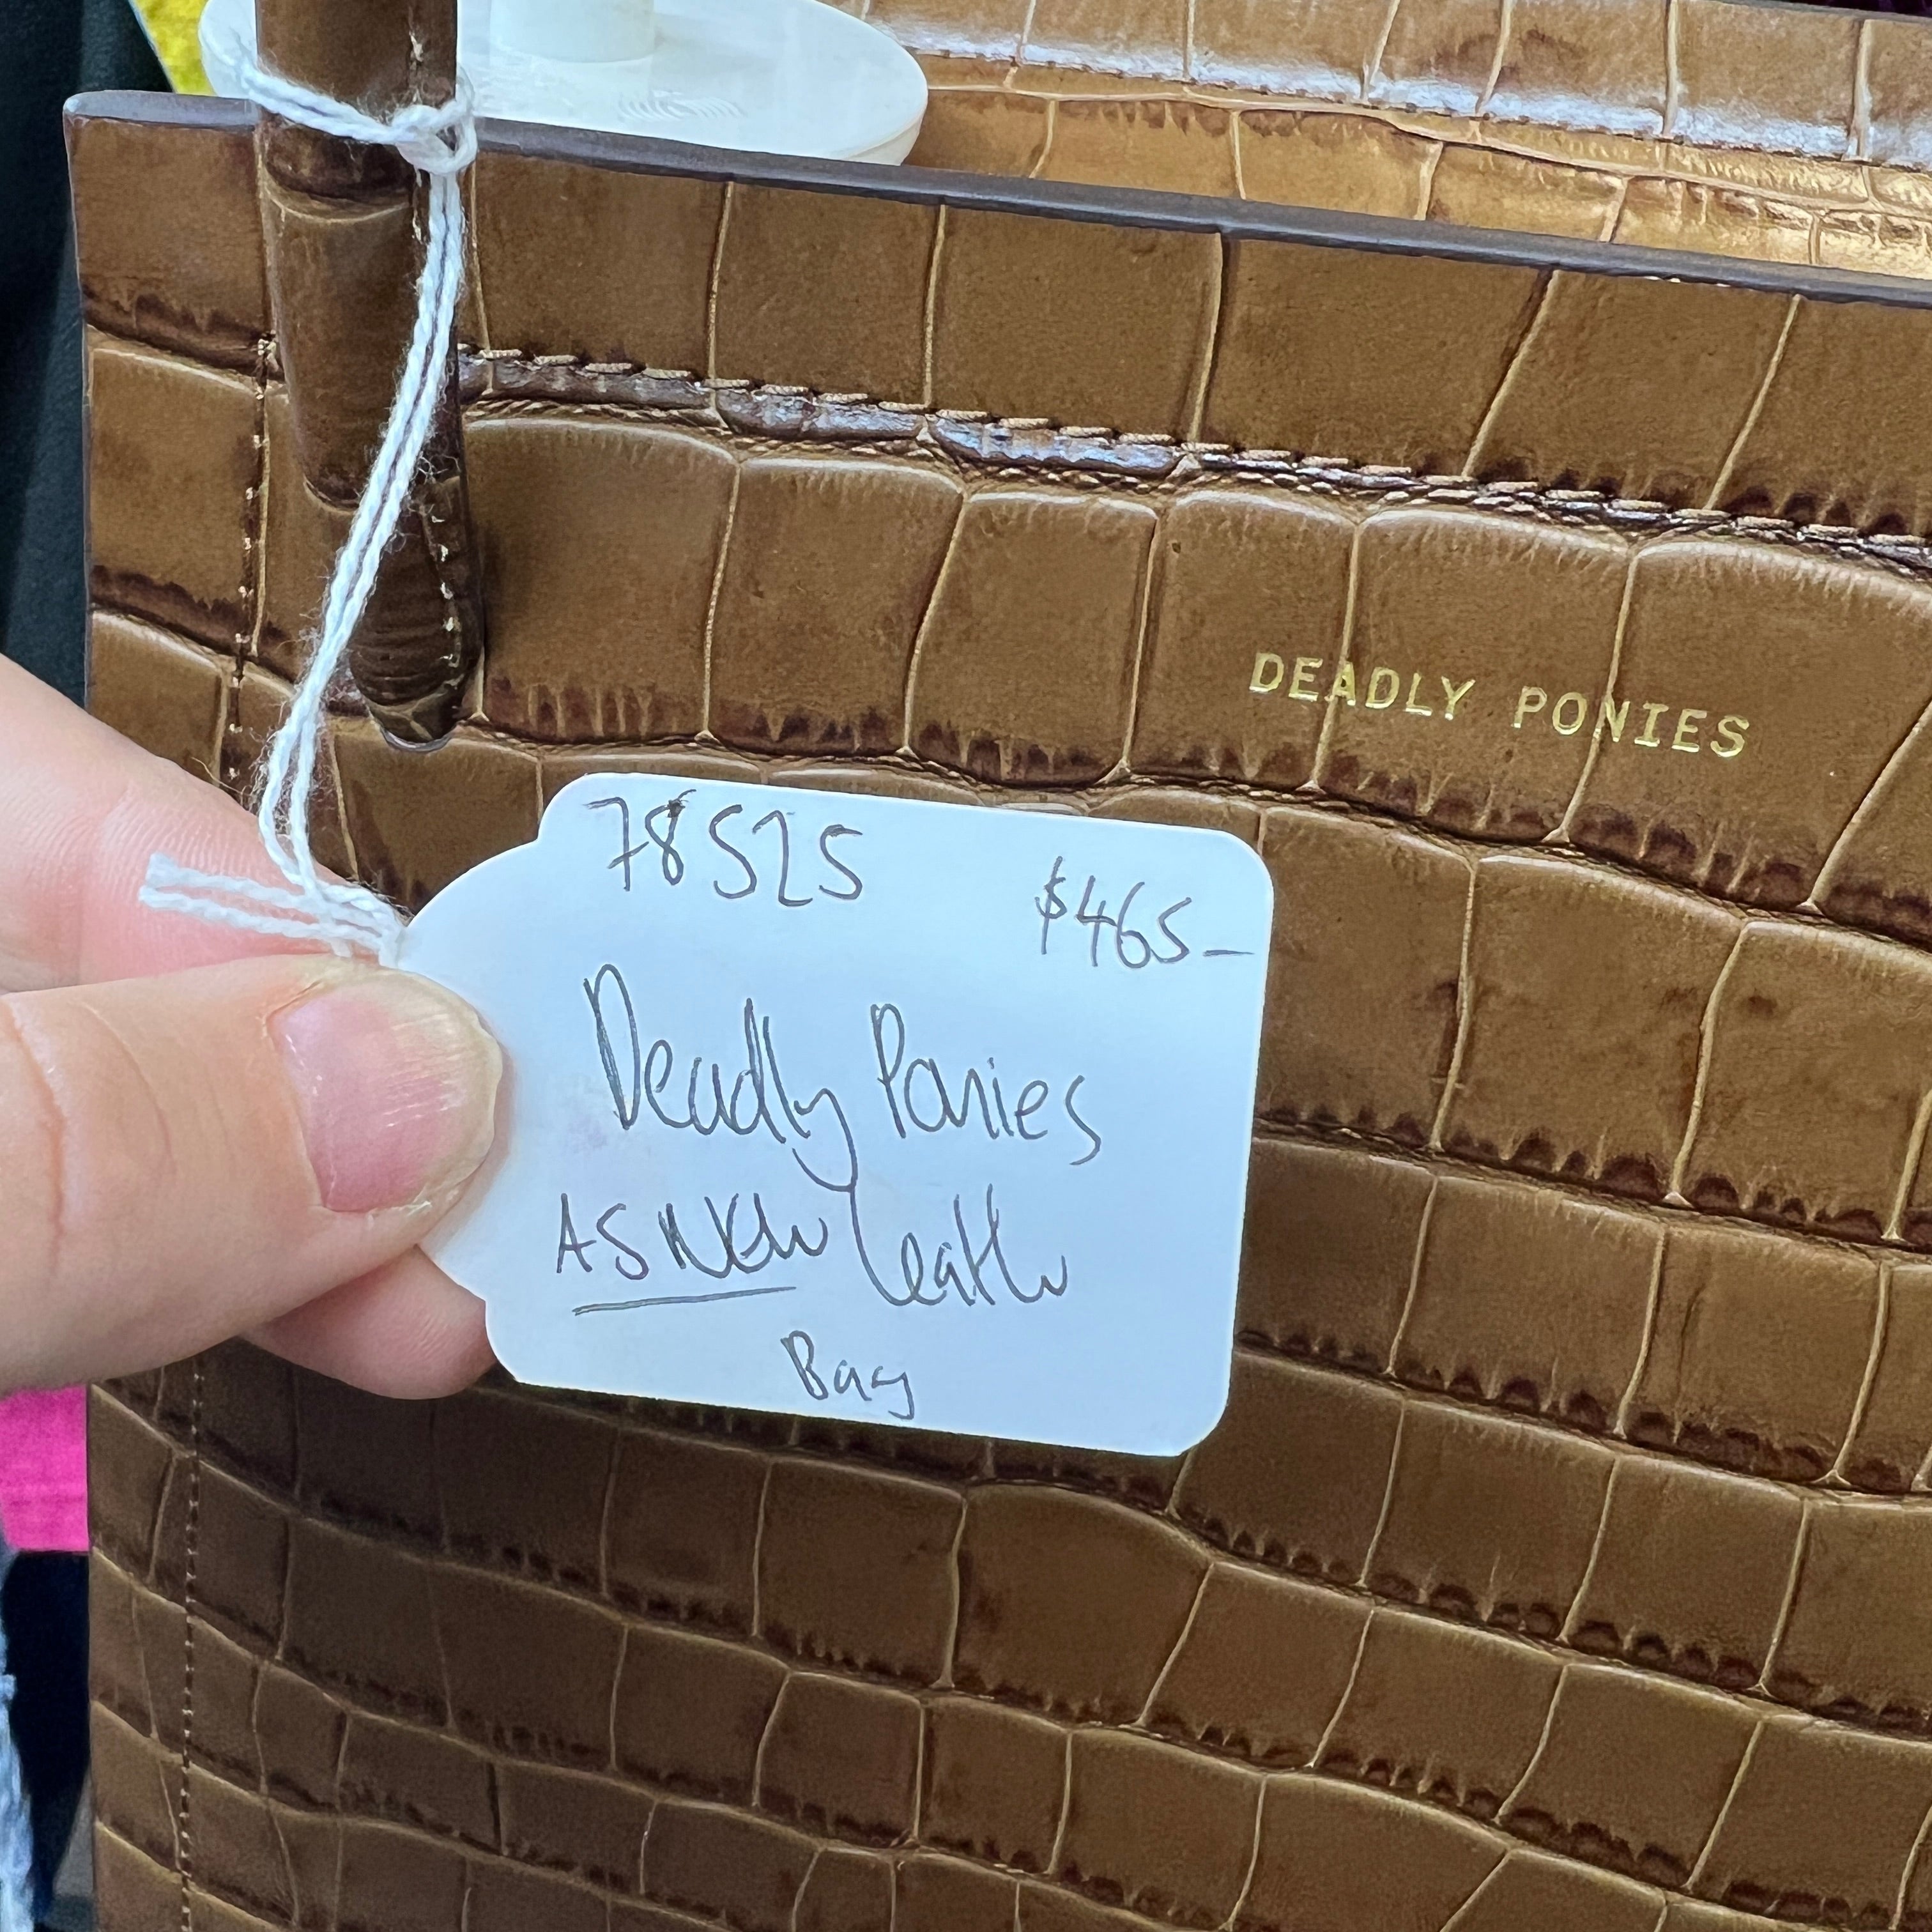 DEADLY PONIES
78525
$465-
Deadly Ponies
AS NEW Leather
Bag